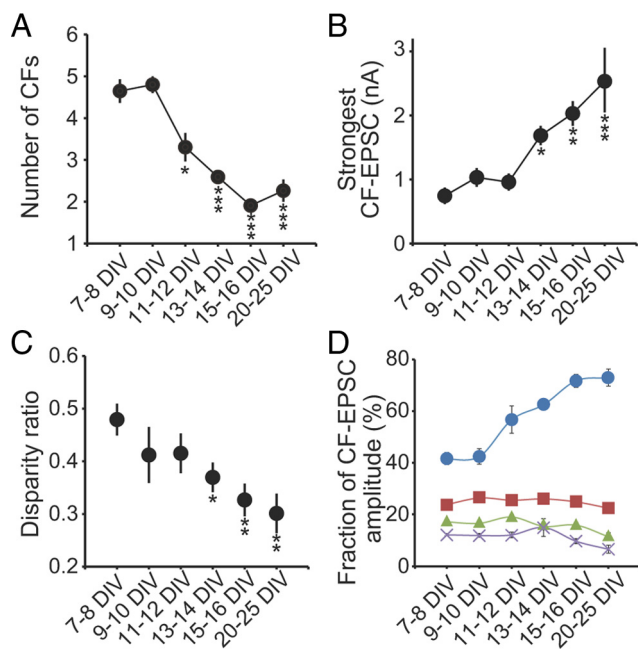 A
Number of CFs
6
5
4
3
2
1
*
***
***
***
7-8 DIV
9-10 DIV
11-12 DIV
13-14 DIV
15-16 DIV
20-25 DIV
B
Strongest
CF-EPSC (nA)
3
2
1
0
*
**
***
7-8 DIV
9-10 DIV
11-12 DIV
13-14 DIV
15-16 DIV
20-25 DIV
C
Disparity ratio
0.6
0.5
0.4
0.3
0.2
*
**
**
7-8 DIV
9-10 DIV
11-12 DIV
13-14 DIV
15-16 DIV
20-25 DIV
D
Fraction of CF-EPSC
amplitude (%)
80
60
40
20
0
7-8 DIV
9-10 DIV
11-12 DIV
13-14 DIV
15-16 DIV
20-25 DIV